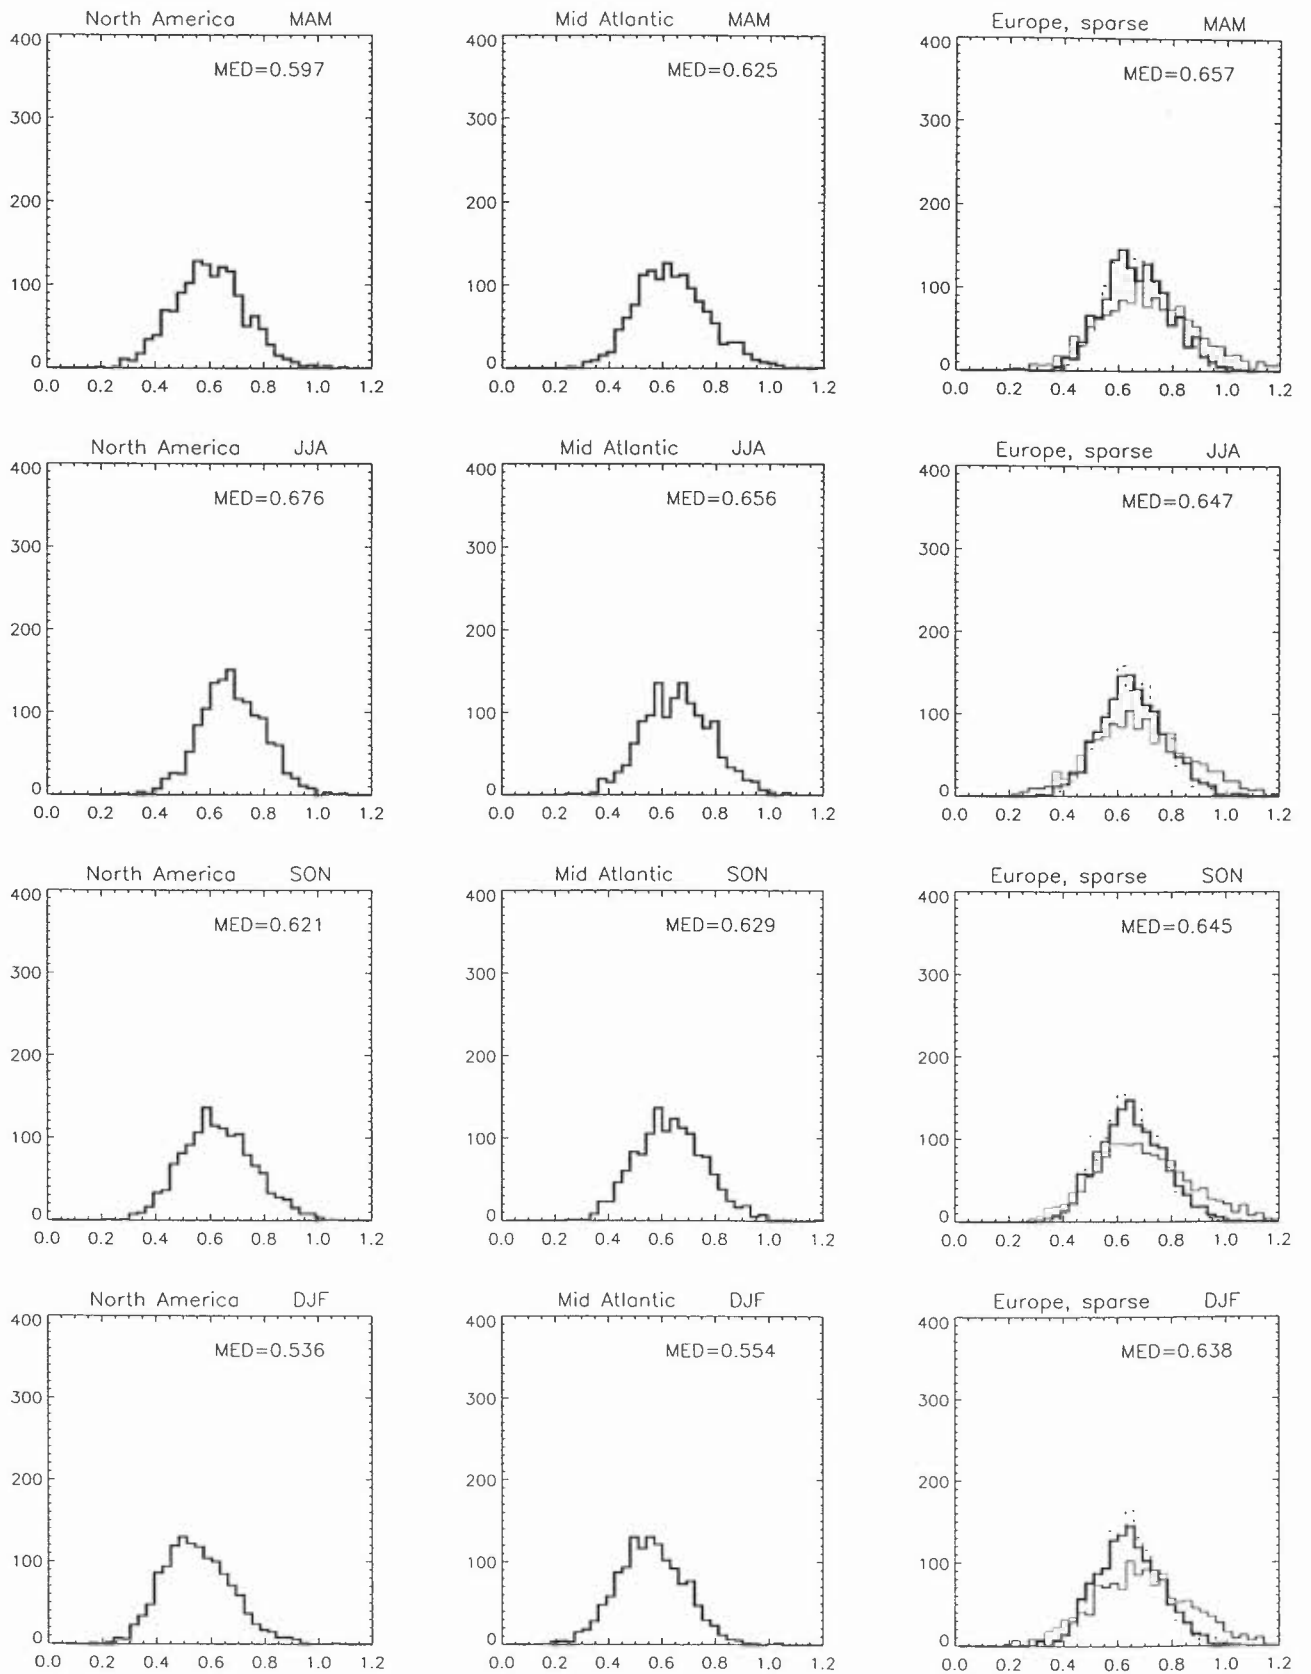 North America MAM
Mid Atlantic MAM
Europe, sparse MAM
MED=0.597
MED=0.625
MED=0.657
400
300
200
100
0
0.0 0.2 0.4 0.6 0.8 1.0 1.2
400
300
200
100
0
0.0 0.2 0.4 0.6 0.8 1.0 1.2
400
300
200
100
0
0.0 0.2 0.4 0.6 0.8 1.0 1.2
North America JJA
Mid Atlantic JJA
Europe, sparse JJA
MED=0.676
MED=0.656
MED=0.647
400
300
200
100
0
0.0 0.2 0.4 0.6 0.8 1.0 1.2
400
300
200
100
0
0.0 0.2 0.4 0.6 0.8 1.0 1.2
400
300
200
100
0
0.0 0.2 0.4 0.6 0.8 1.0 1.2
North America SON
Mid Atlantic SON
Europe, sparse SON
MED=0.621
MED=0.629
MED=0.645
400
300
200
100
0
0.0 0.2 0.4 0.6 0.8 1.0 1.2
400
300
200
100
0
0.0 0.2 0.4 0.6 0.8 1.0 1.2
400
300
200
100
0
0.0 0.2 0.4 0.6 0.8 1.0 1.2
North America DJF
Mid Atlantic DJF
Europe, sparse DJF
MED=0.536
MED=0.554
MED=0.638
400
300
200
100
0
0.0 0.2 0.4 0.6 0.8 1.0 1.2
400
300
200
100
0
0.0 0.2 0.4 0.6 0.8 1.0 1.2
400
300
200
100
0
0.0 0.2 0.4 0.6 0.8 1.0 1.2